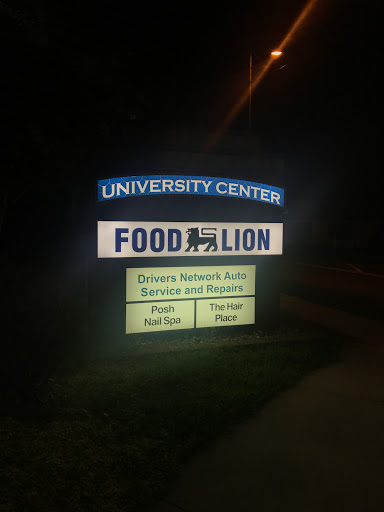 UNIVERSITY CENTER
FOOD LION
Drivers Network Auto
Service and Repairs
Posh
Nail Spa
The Hair
Place